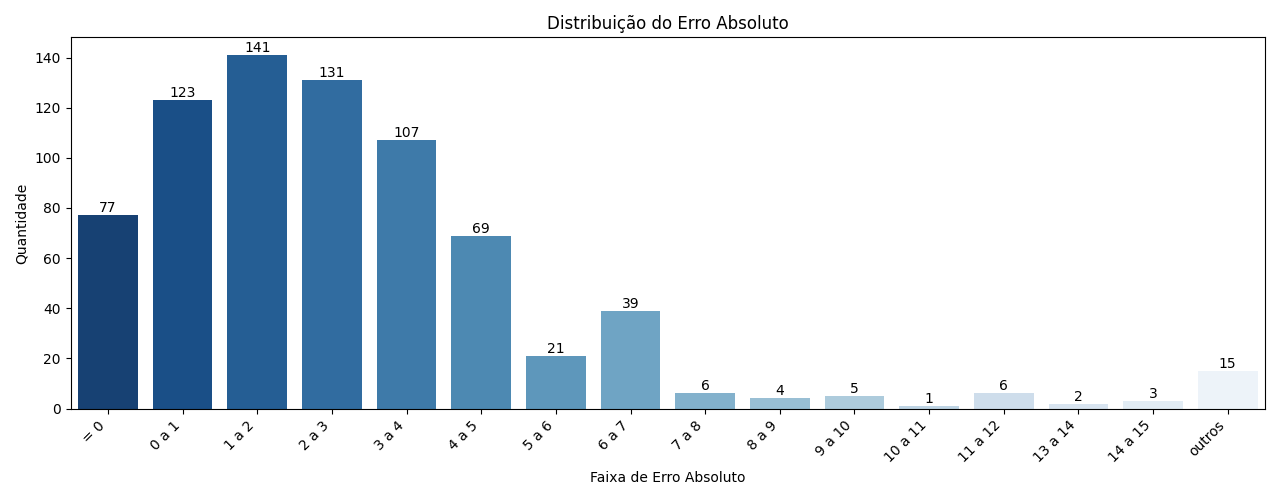 Distribuição do Erro Absoluto
Quantidade
140
120
100
80
60
40
20
0
77
123
141
131
107
69
21
39
6
4
5
1
6
2
3
15
= 0
0 a 1
1 a 2
2 a 3
3 a 4
4 a 5
5 a 6
6 a 7
7 a 8
8 a 9
9 a 10
10 a 11
11 a 12
13 a 14
14 a 15
outros
Faixa de Erro Absoluto